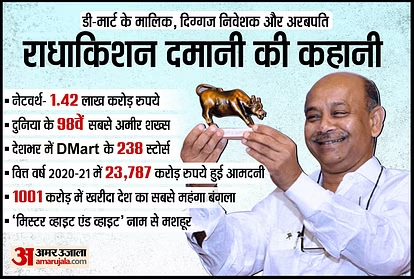 डी-मार्ट के मालिक, दिग्गज निवेशक और अरबपति
राधाकिशन दमानी की कहानी
नेटवर्थ- 1.42 लाख करोड़ रुपये
दुनिया के 98वें सबसे अमीर शख्स
देशभर में DMart के 238 स्टोर्स
वित्त वर्ष 2020-21 में 23,787 करोड़ रुपये हुई आमदनी
1001 करोड़ में खरीदा देश का सबसे महंगा बंगला
'मिस्टर व्हाइट एंड व्हाइट' नाम से मशहूर
अ अमर उजाला
amarujala.com